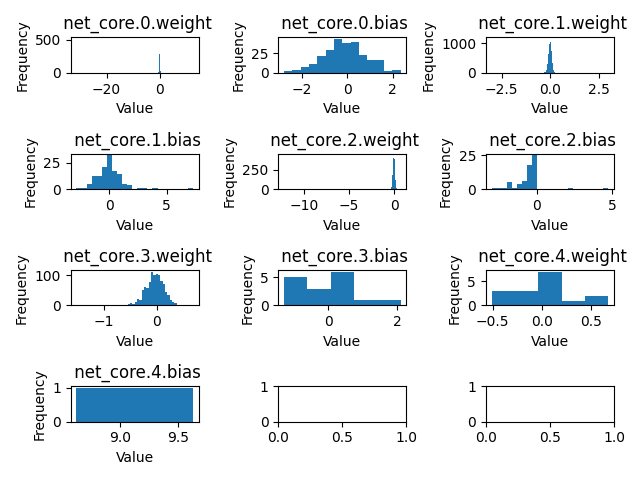 net_core.0.weight
net_core.0.bias
net_core.1.weight
500
0
Frequency
−20
0
Value
25
0
Frequency
−2
0
2
Value
1000
0
Frequency
−2.5
0.0
2.5
Value
net_core.1.bias
net_core.2.weight
net_core.2.bias
25
0
Frequency
0
5
Value
250
0
Frequency
−10
−5
0
Value
25
0
Frequency
0
5
Value
net_core.3.weight
net_core.3.bias
net_core.4.weight
100
0
Frequency
−1
0
Value
5
0
Frequency
0
2
Value
5
0
Frequency
−0.5
0.0
0.5
Value
net_core.4.bias
1
0
Frequency
9.0
9.5
Value
1
0
0.0
0.5
1.0
1
0
0.0
0.5
1.0